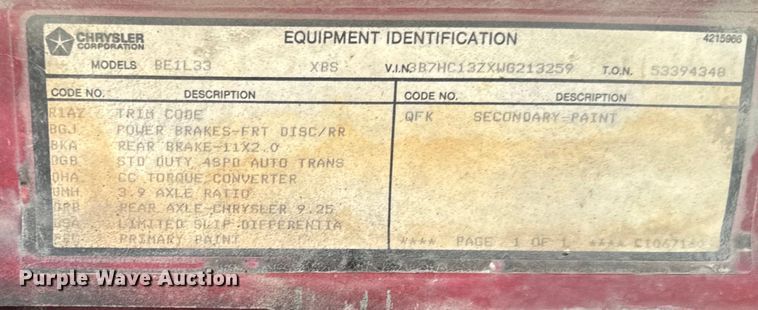 CHRYSLER
CORPORATION
EQUIPMENT IDENTIFICATION
4215966
MODELS BE1L33 XBS V.I.N. 3B7HC13ZXWG213259 T.O.N. 53394348
CODE NO. DESCRIPTION
TRIM CODE
BGJ POWER BRAKES-FRT DISC/RR
BKA REAR BRAKE-11X2.0
DGB STD DUTY 4SPD AUTO TRANS
DHA CC TORQUE CONVERTER
DMH 3.9 AXLE RATIO
REAR AXLE-CHRYSLER 9.25
LIMITED SLIP DIFFERENTIA
PRIMARY PAINT
CODE NO. DESCRIPTION
QFK SECONDARY-PAINT
**** PAGE 1 OF 1 ****
Purple Wave Auction